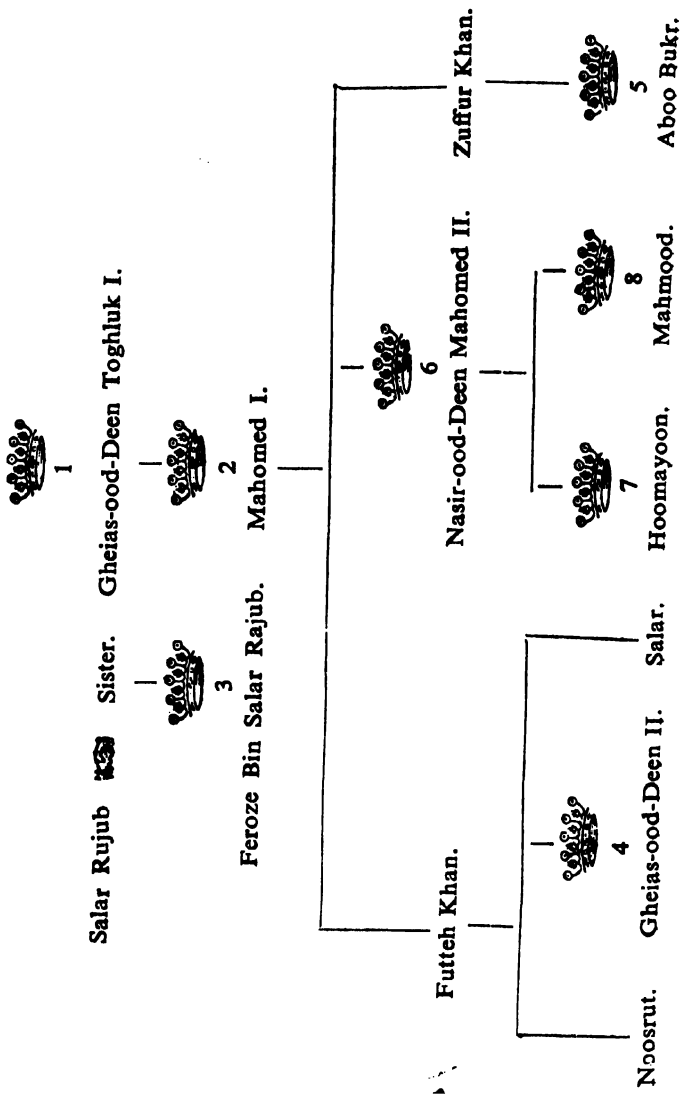 1
Salar Rujub Sister. Gheias-ood-Deen Toghluk I.
3 2
Feroze Bin Salar Rajub. Mahomed I.
Futteh Khan. 6 Zuffur Khan.
Nasir-ood-Deen Mahomed II.
4 7 8 5
Noosrut. Gheias-ood-Deen II. Salar. Hoomayoon. Mahmood. Aboo Bukr.